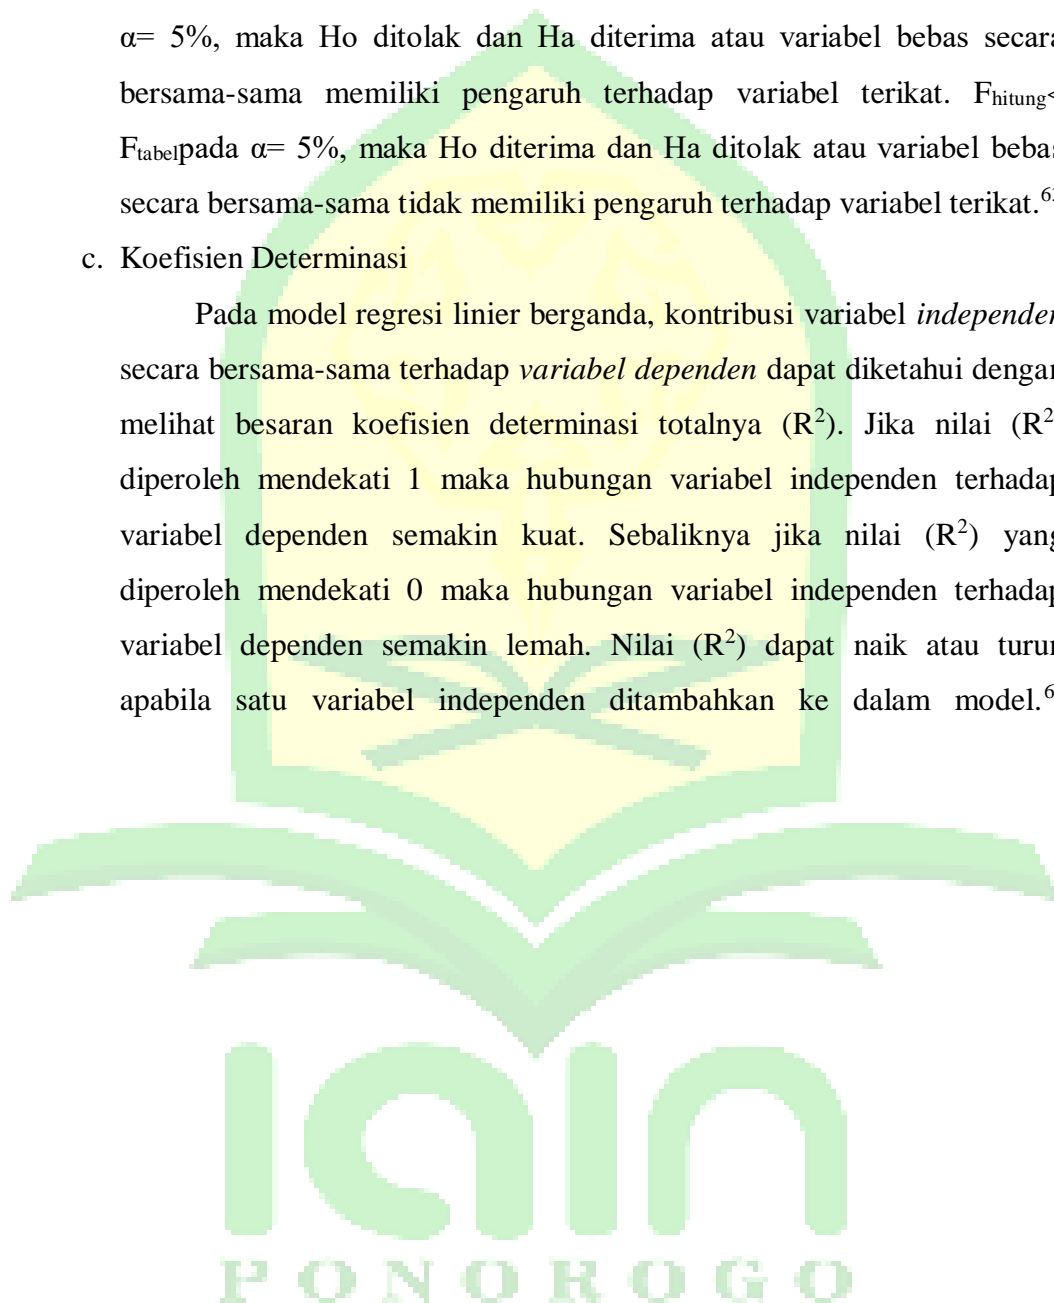 α= 5%, maka Ho ditolak dan Ha diterima atau variabel bebas secara
bersama-sama memiliki pengaruh terhadap variabel terikat. Fhitung<
Ftabelpada α= 5%, maka Ho diterima dan Ha ditolak atau variabel bebas
secara bersama-sama tidak memiliki pengaruh terhadap variabel terikat.
c. Koefisien Determinasi
Pada model regresi linier berganda, kontribusi variabel independen
secara bersama-sama terhadap variabel dependen dapat diketahui dengan
melihat besaran koefisien determinasi totalnya (R²). Jika nilai (R²
diperoleh mendekati 1 maka hubungan variabel independen terhadap
variabel dependen semakin kuat. Sebaliknya jika nilai (R²) yang
diperoleh mendekati 0 maka hubungan variabel independen terhadap
variabel dependen semakin lemah. Nilai (R²) dapat naik atau turun
apabila satu variabel independen ditambahkan ke dalam model.
iain
PONOROGO